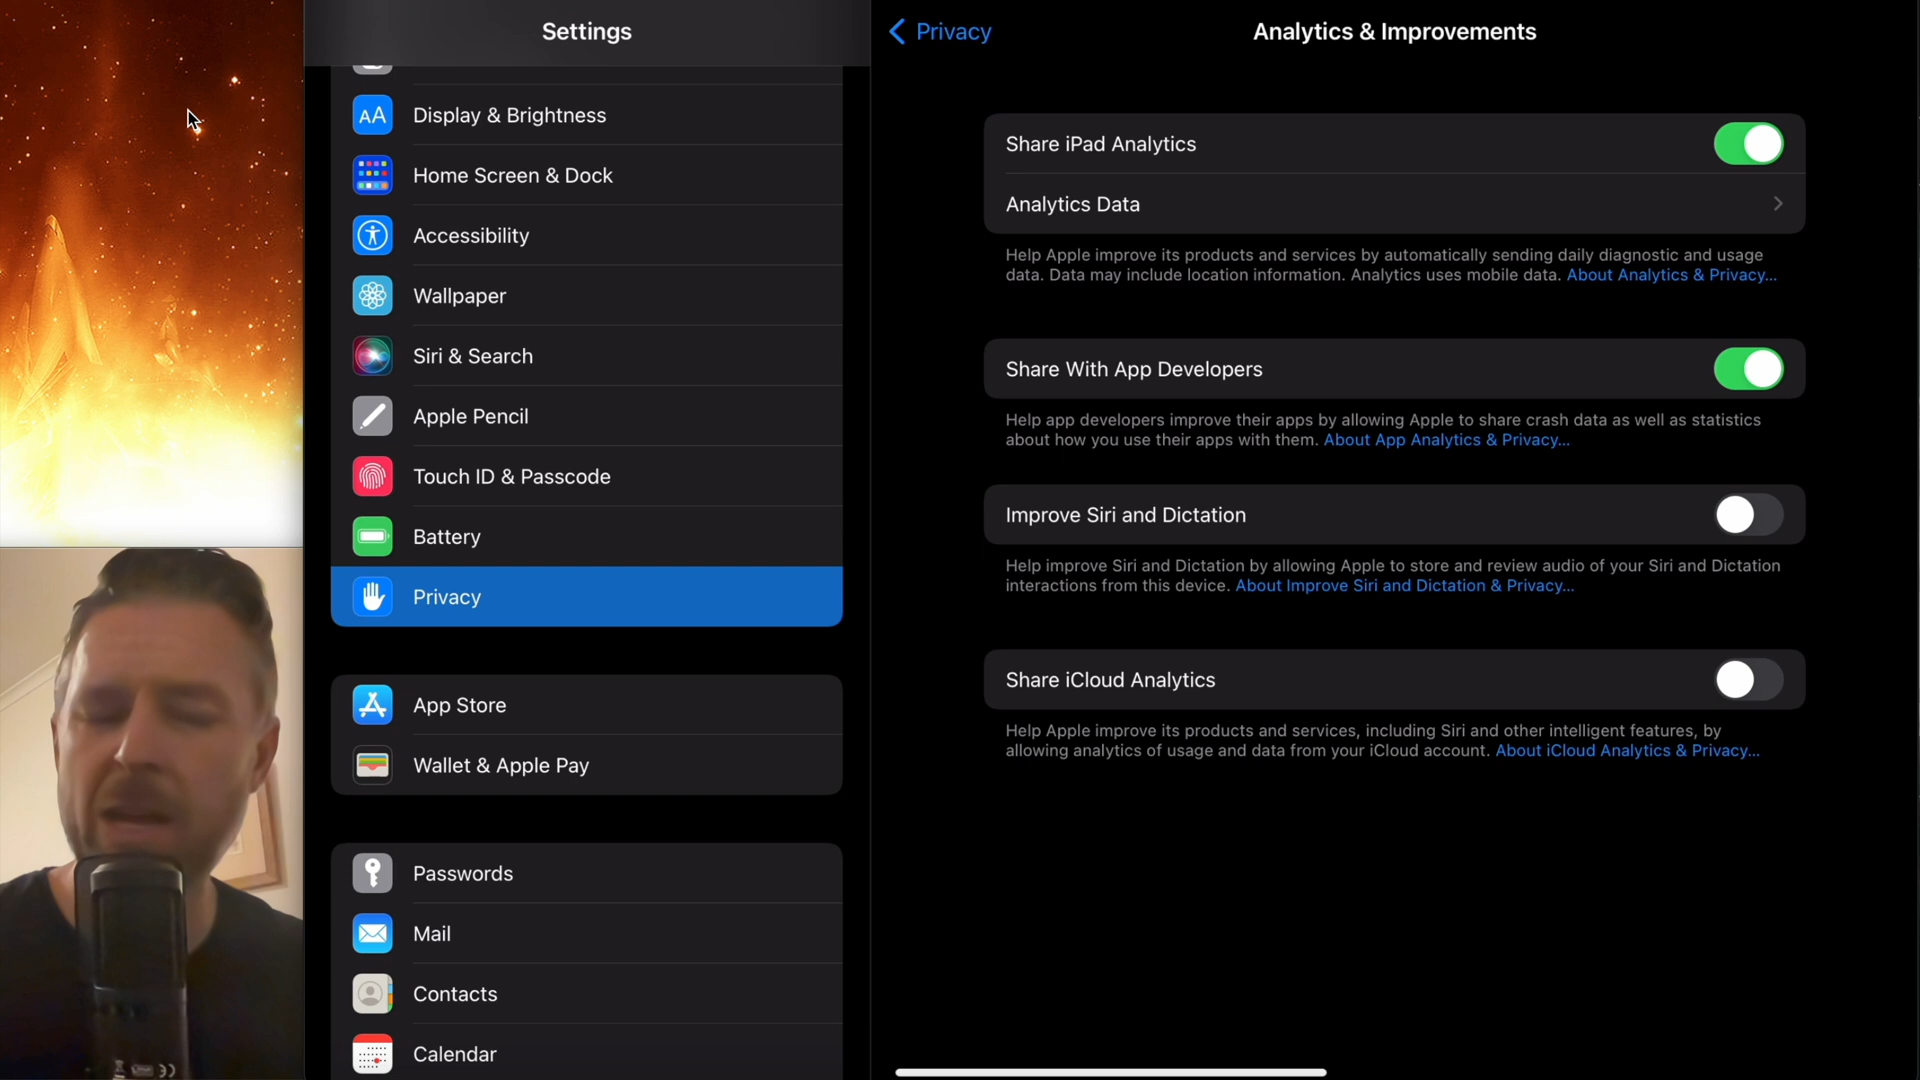 Settings
Display & Brightness
Home Screen & Dock
Accessibility
Wallpaper
Siri & Search
Apple Pencil
Touch ID & Passcode
Battery
Privacy
App Store
Wallet & Apple Pay
Passwords
Mail
Contacts
Calendar
Privacy
Analytics & Improvements
Share iPad Analytics
Analytics Data
Help Apple improve its products and services by automatically sending daily diagnostic and usage
data. Data may include location information. Analytics uses mobile data. About Analytics & Privacy...
Share With App Developers
Help app developers improve their apps by allowing Apple to share crash data as well as statistics
about how you use their apps with them. About App Analytics & Privacy...
Improve Siri and Dictation
Help improve Siri and Dictation by allowing Apple to store and review audio of your Siri and Dictation
interactions from this device. About Improve Siri and Dictation & Privacy...
Share iCloud Analytics
Help Apple improve its products and services, including Siri and other intelligent features, by
allowing analytics of usage and data from your iCloud account. About iCloud Analytics & Privacy...